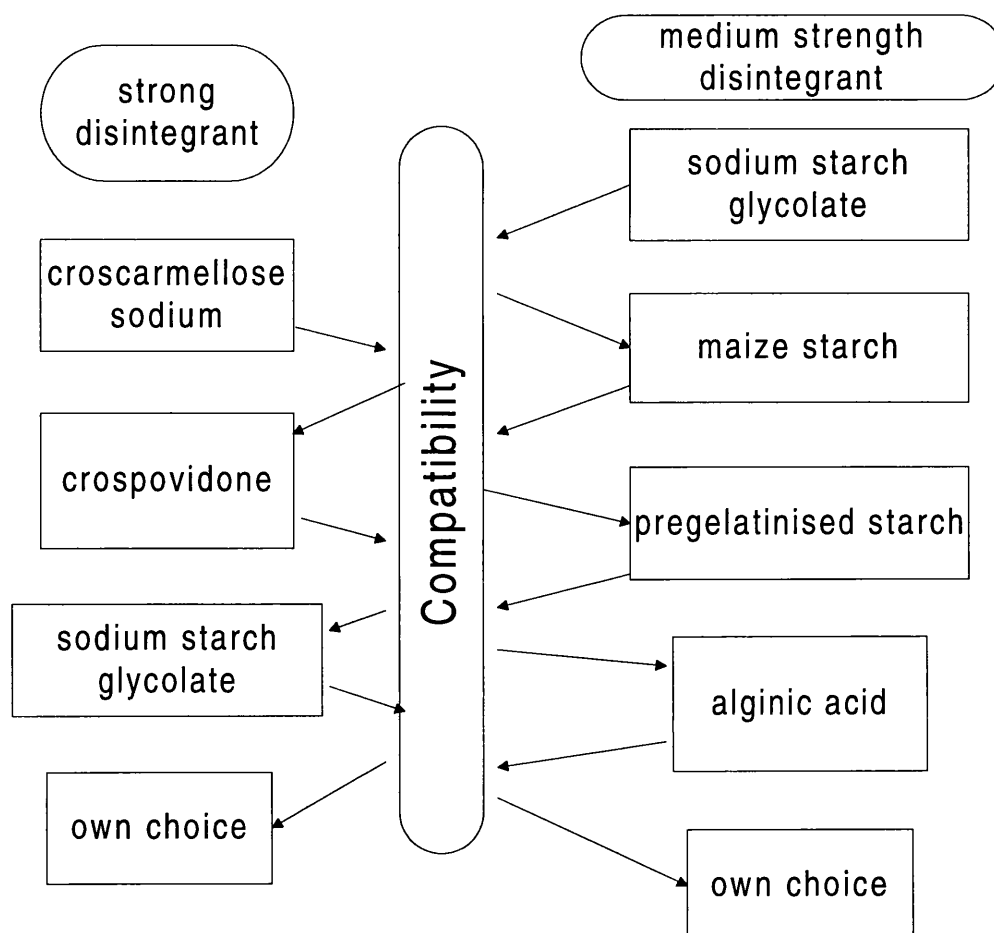 strong
disintegrant
croscarmellose
sodium
crospovidone
sodium starch
glycolate
own choice
Compatibility
medium strength
disintegrant
sodium starch
glycolate
maize starch
pregelatinised starch
alginic acid
own choice